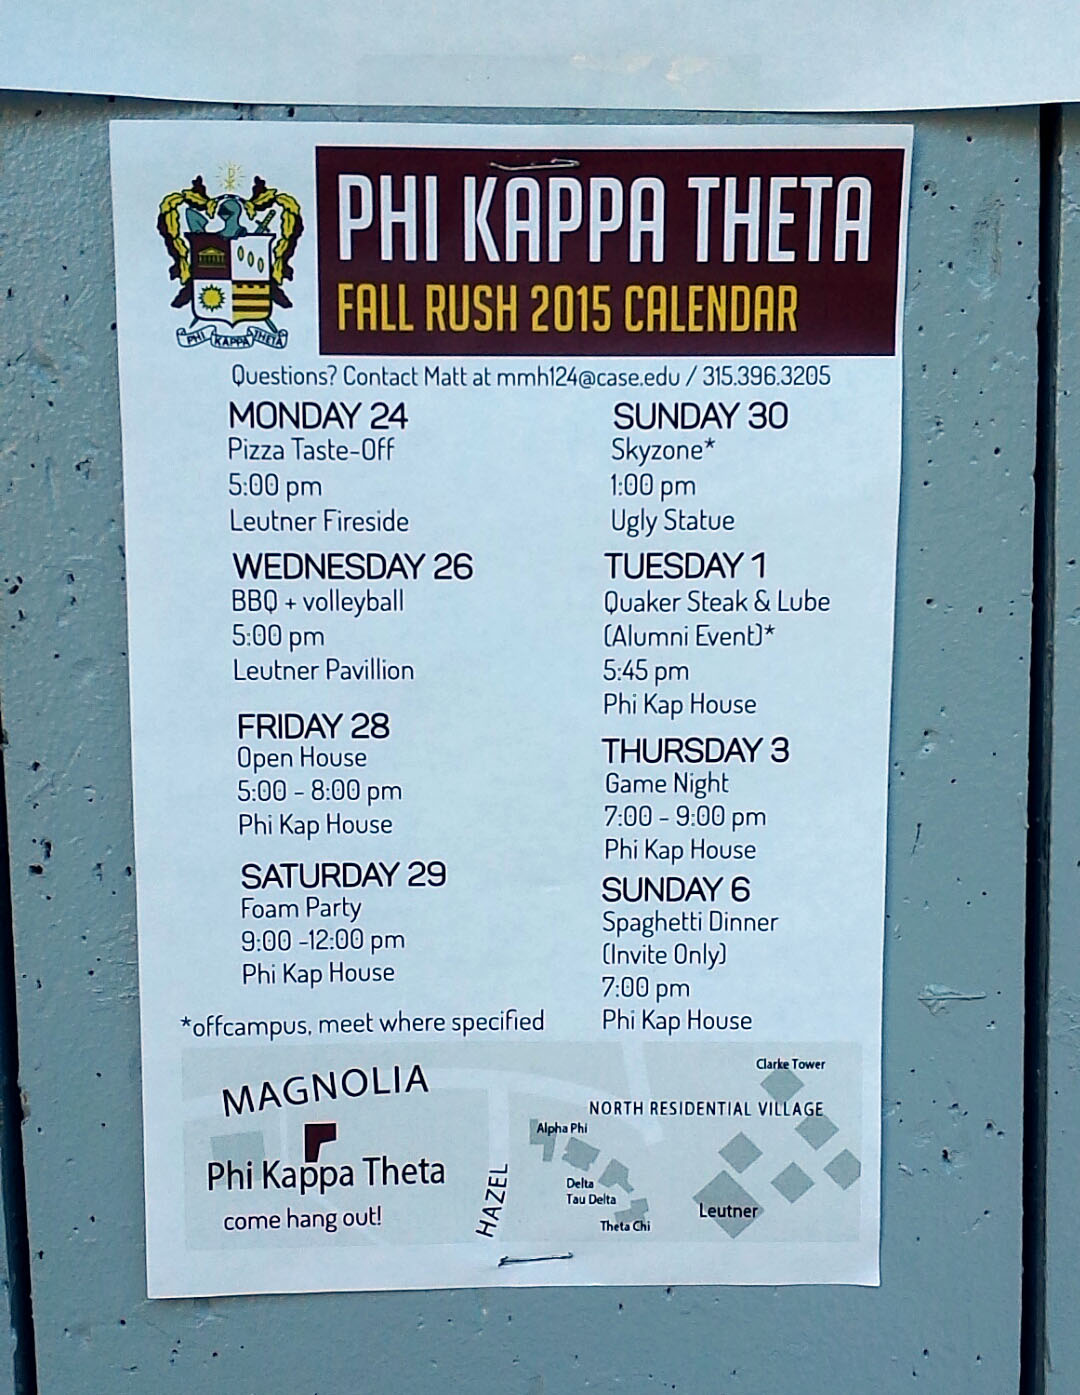 PHI KAPPA THETA
FALL RUSH 2015 CALENDAR
PHI KAPPA THETA
Questions? Contact Matt at mmh124@case.edu / 315.396.3205
MONDAY 24
Pizza Taste-Off
5:00 pm
Leutner Fireside
WEDNESDAY 26
BBQ + volleyball
5:00 pm
Leutner Pavillion
FRIDAY 28
Open House
5:00 - 8:00 pm
Phi Kap House
SATURDAY 29
Foam Party
9:00 -12:00 pm
Phi Kap House
*offcampus, meet where specified
SUNDAY 30
Skyzone*
1:00 pm
Ugly Statue
TUESDAY 1
Quaker Steak & Lube
(Alumni Event)*
5:45 pm
Phi Kap House
THURSDAY 3
Game Night
7:00 - 9:00 pm
Phi Kap House
SUNDAY 6
Spaghetti Dinner
(Invite Only)
7:00 pm
Phi Kap House
MAGNOLIA
Phi Kappa Theta
come hang out!
HAZEL
Clarke Tower
NORTH RESIDENTIAL VILLAGE
Alpha Phi
Delta
Tau Delta
Theta Chi
Leutner